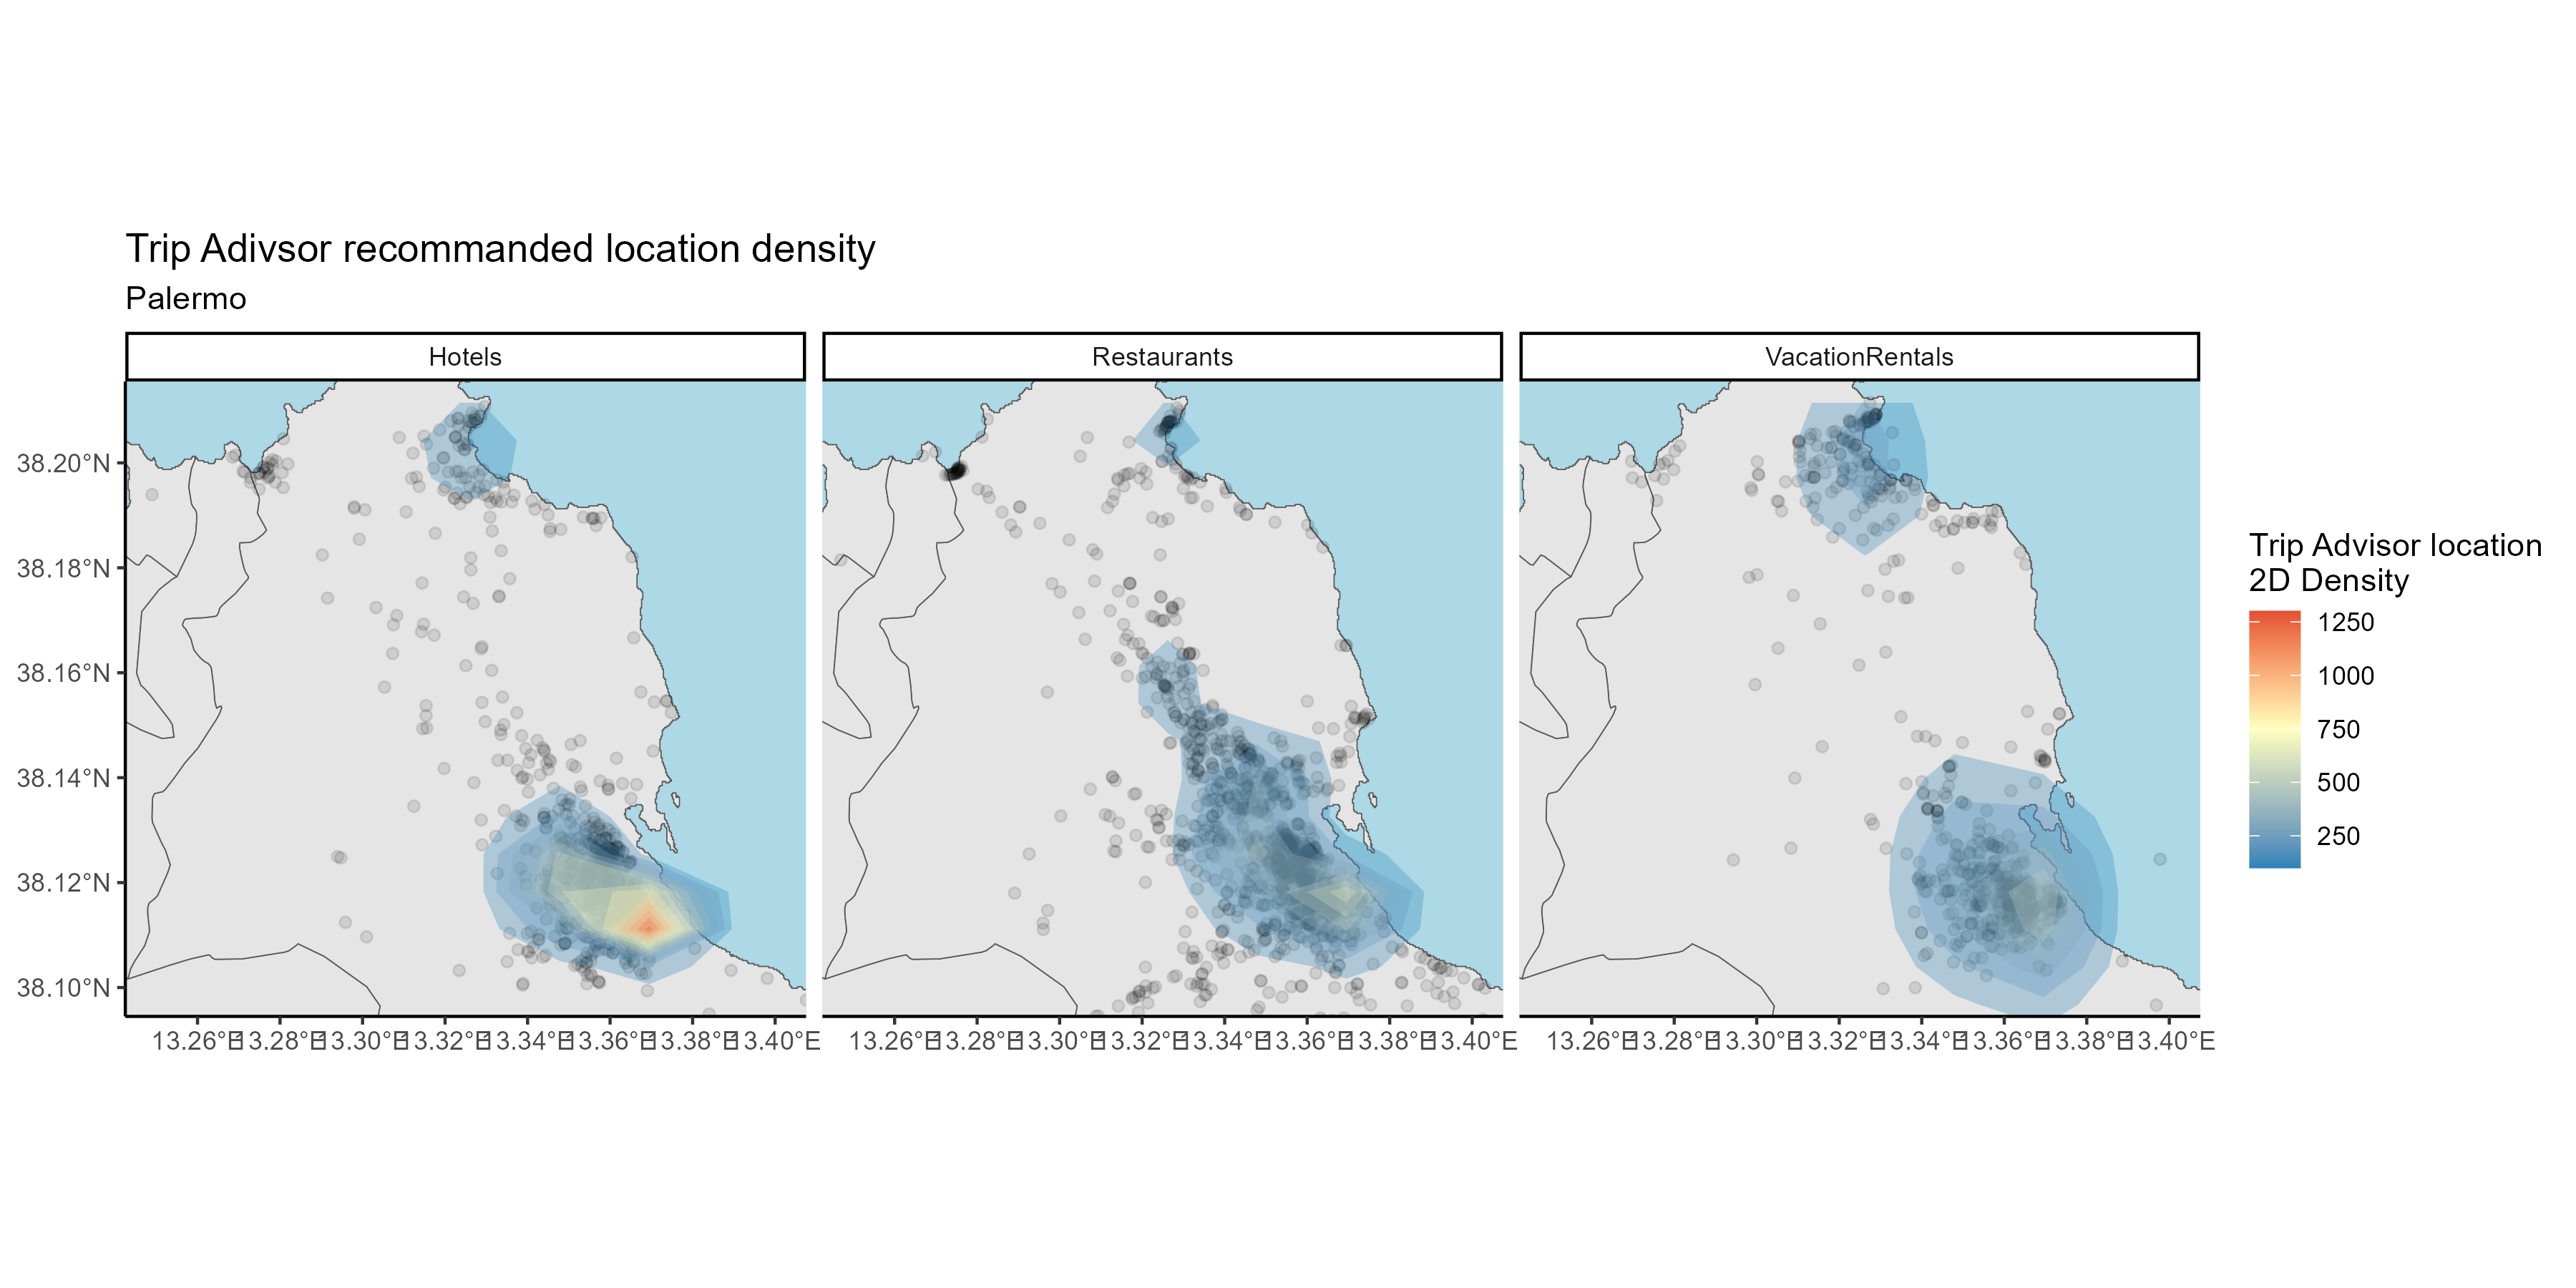 Trip Adivsor recommanded location density
Palermo
Hotels
Restaurants
VacationRentals
38.20°N
38.18°N
38.16°N
38.14°N
38.12°N
38.10°N
13.26°E 13.28°E 13.30°E 13.32°E 13.34°E 13.36°E 13.38°E 13.40°E
13.26°E 13.28°E 13.30°E 13.32°E 13.34°E 13.36°E 13.38°E 13.40°E
13.26°E 13.28°E 13.30°E 13.32°E 13.34°E 13.36°E 13.38°E 13.40°E
Trip Advisor location
2D Density
1250
1000
750
500
250